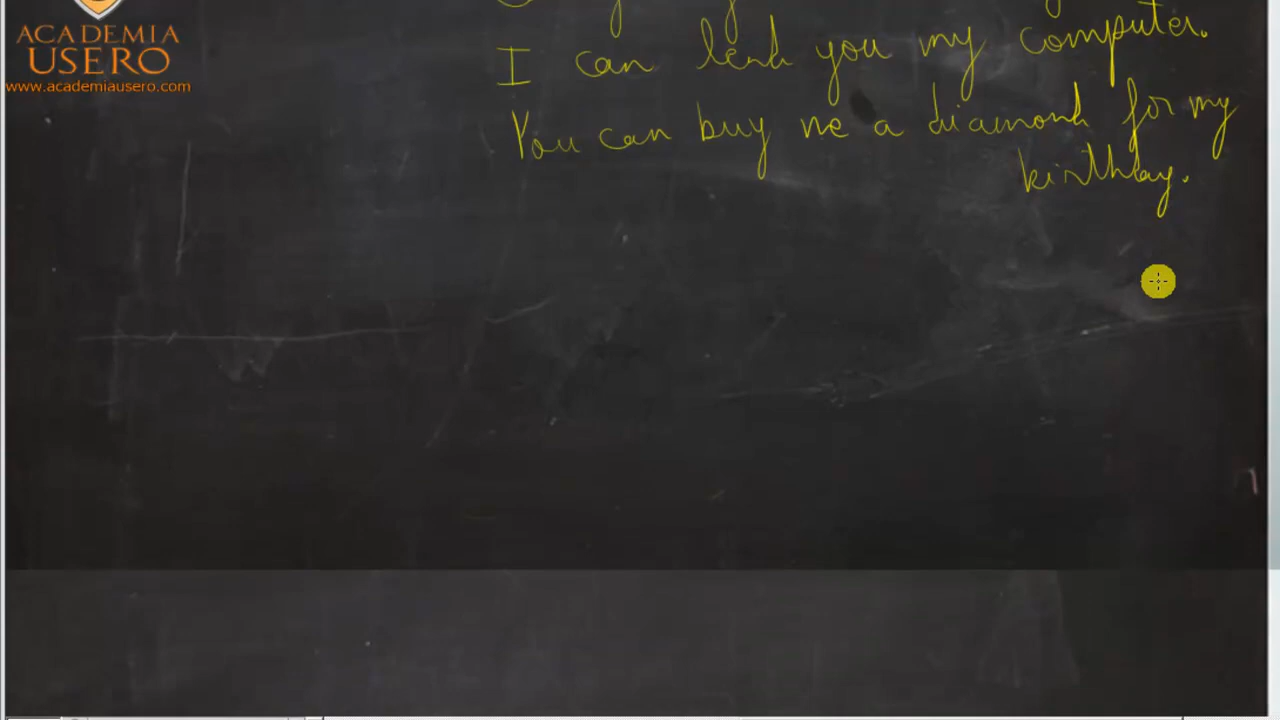 ACADEMIA
USERO
www.academiausero.com
I can lend you my computer.
You can buy me a diamond for my
birthday.